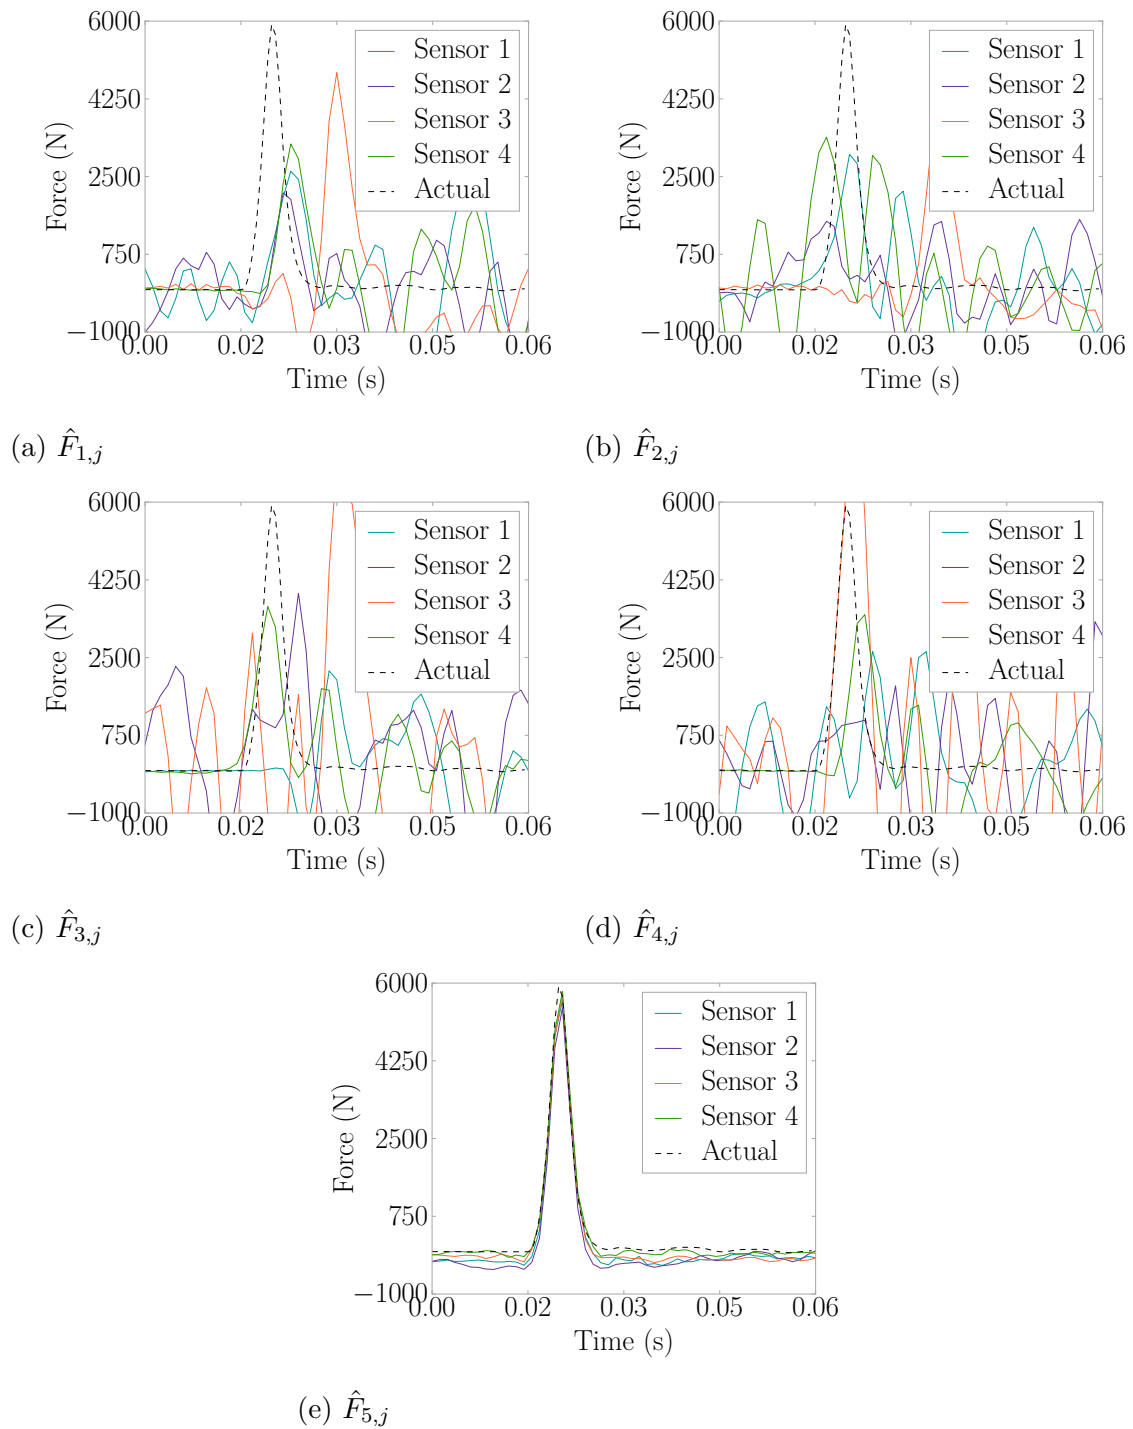 6000
4250
2500
750
−1000
Force (N)
Sensor 1
Sensor 2
Sensor 3
Sensor 4
Actual
0.00 0.02 0.03 0.05 0.06
Time (s)
(a) F̂1,j
6000
4250
2500
750
−1000
Force (N)
Sensor 1
Sensor 2
Sensor 3
Sensor 4
Actual
0.00 0.02 0.03 0.05 0.06
Time (s)
(b) F̂2,j
6000
4250
2500
750
−1000
Force (N)
Sensor 1
Sensor 2
Sensor 3
Sensor 4
Actual
0.00 0.02 0.03 0.05 0.06
Time (s)
(c) F̂3,j
6000
4250
2500
750
−1000
Force (N)
Sensor 1
Sensor 2
Sensor 3
Sensor 4
Actual
0.00 0.02 0.03 0.05 0.06
Time (s)
(d) F̂4,j
6000
4250
2500
750
−1000
Force (N)
Sensor 1
Sensor 2
Sensor 3
Sensor 4
Actual
0.00 0.02 0.03 0.05 0.06
Time (s)
(e) F̂5,j